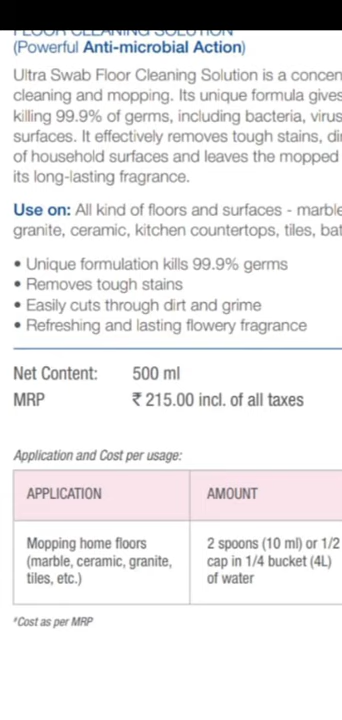 FLOOR CLEANING SOLUTION
(Powerful Anti-microbial Action)
Ultra Swab Floor Cleaning Solution is a concen
cleaning and mopping. Its unique formula gives
killing 99.9% of germs, including bacteria, virus
surfaces. It effectively removes tough stains, di
of household surfaces and leaves the mopped
its long-lasting fragrance.
Use on: All kind of floors and surfaces - marble
granite, ceramic, kitchen countertops, tiles, bat
• Unique formulation kills 99.9% germs
• Removes tough stains
• Easily cuts through dirt and grime
• Refreshing and lasting flowery fragrance
Net Content: 500 ml
MRP ₹ 215.00 incl. of all taxes
Application and Cost per usage:
APPLICATION AMOUNT
Mopping home floors 2 spoons (10 ml) or 1/2
(marble, ceramic, granite, cap in 1/4 bucket (4L)
tiles, etc.) of water
#Cost as per MRP